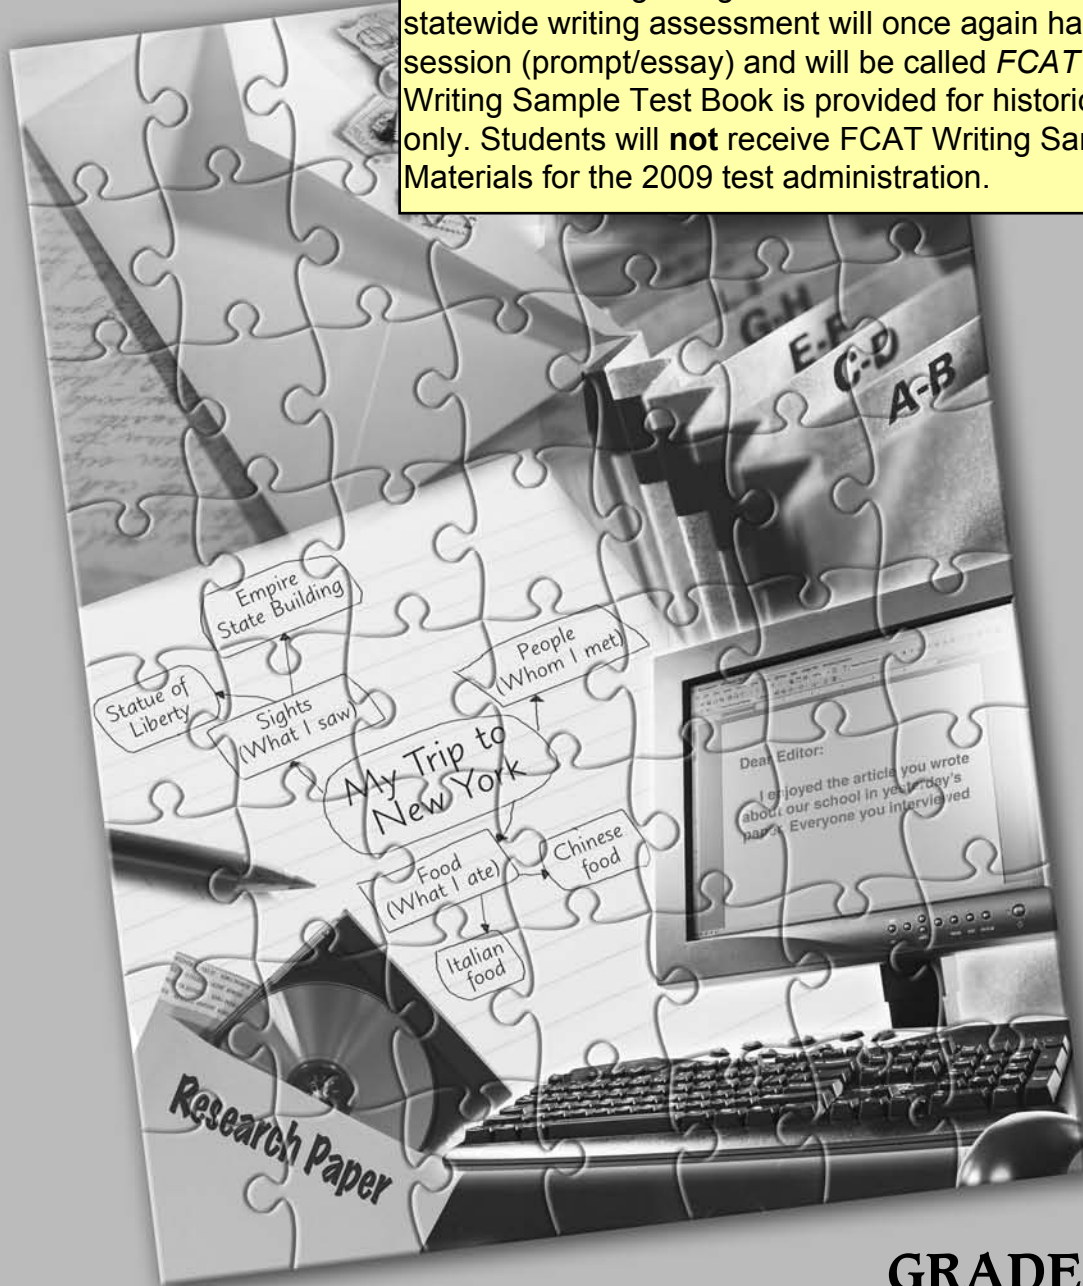 statewide writing assessment will once again ha
session (prompt/essay) and will be called FCAT
Writing Sample Test Book is provided for historic
only. Students will not receive FCAT Writing Sa
Materials for the 2009 test administration.
G-H
E-F
C-D
A-B
Empire
State Building
People
(Whom I met)
Statue of
Liberty
Sights
(What I saw)
My Trip to
New York
Dear Editor:
I enjoyed the article you wrote
about our school in yesterday's
paper. Everyone you interviewed
Food
(What I ate)
Chinese
food
Italian
food
Research Paper
GRADE